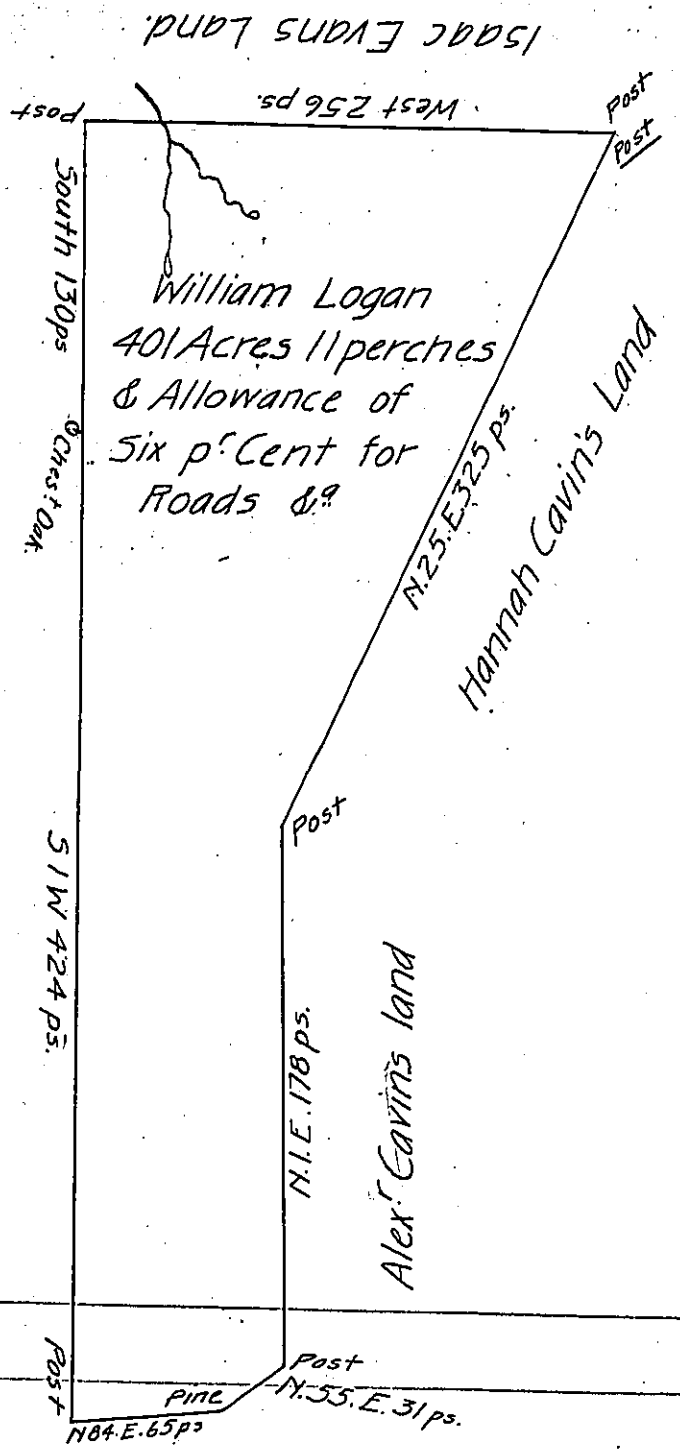 Isaac Evans Land.
West 256 ps.
Post
Post
Post
South 130ps
Chest. Oak.
William Logan
401 Acres 11 perches
& Allowance of
Six pr. Cent for
Roads &a
N.25.E.325 ps.
Hannah Cavin's Land
Post
S 1 W 424 ps.
N.1.E.178 ps.
Alexr. Cavins land
Post
Post
Pine
N.55.E.31 ps.
N84.E.65ps